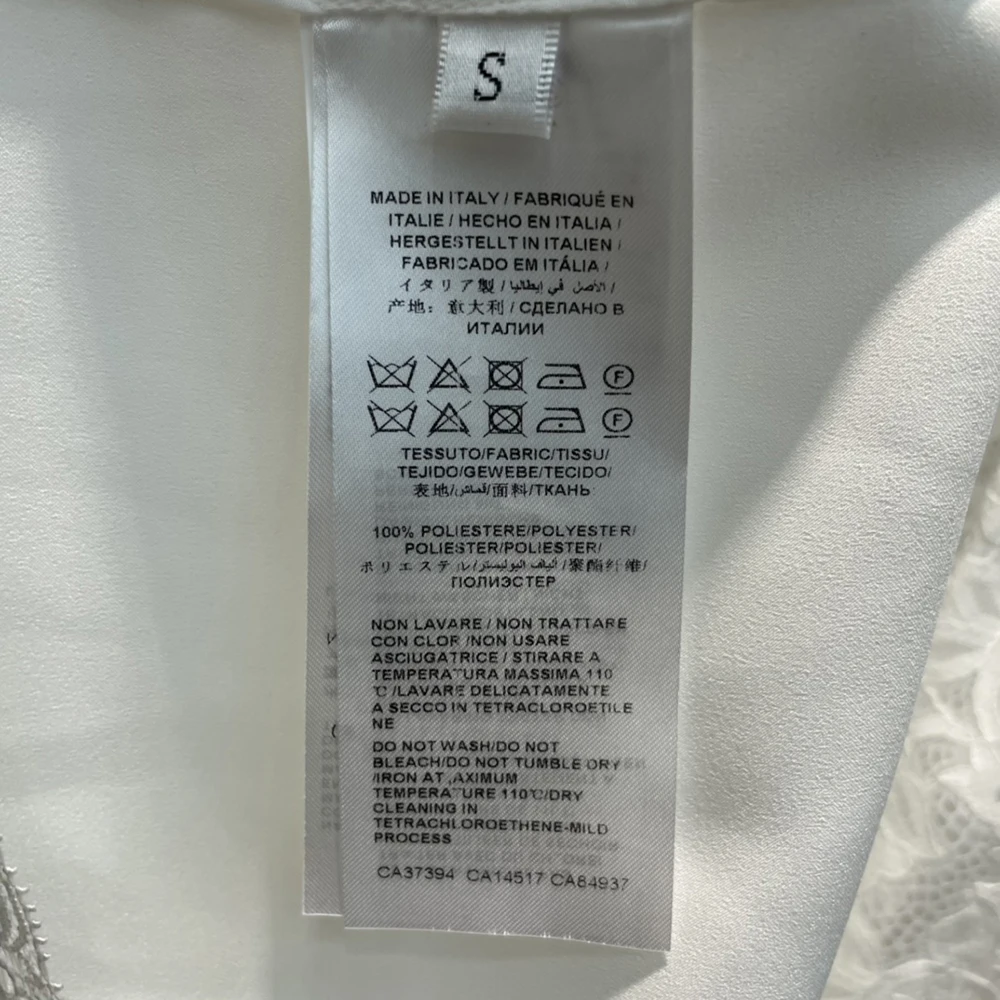 S
MADE IN ITALY / FABRIQUÉ EN
ITALIE / HECHO EN ITALIA /
HERGESTELLT IN ITALIEN /
FABRICADO EM ITÁLIA /
イタリア製 / الأصل في إيطاليا /
产地：意大利 / СДЕЛАНО В
ИТАЛИИ
F
F
TESSUTO/FABRIC/TISSU/
TEJIDO/GEWEBE/TECIDO/
表地/قماش/面料/ТКАНЬ
100% POLIESTERE/POLYESTER/
POLIESTER/POLIESTER/
ポリエステル/ألياف البوليستر/聚酯纤维/
ПОЛИЭСТЕР
NON LAVARE / NON TRATTARE
CON CLOR /NON USARE
ASCIUGATRICE / STIRARE A
TEMPERATURA MASSIMA 110
℃ /LAVARE DELICATAMENTE
A SECCO IN TETRACLOROETILE
NE
DO NOT WASH/DO NOT
BLEACH/DO NOT TUMBLE DRY
/IRON AT ,AXIMUM
TEMPERATURE 110℃/DRY
CLEANING IN
TETRACHLOROETHENE-MILD
PROCESS
CA37394 CA14517 CA84937